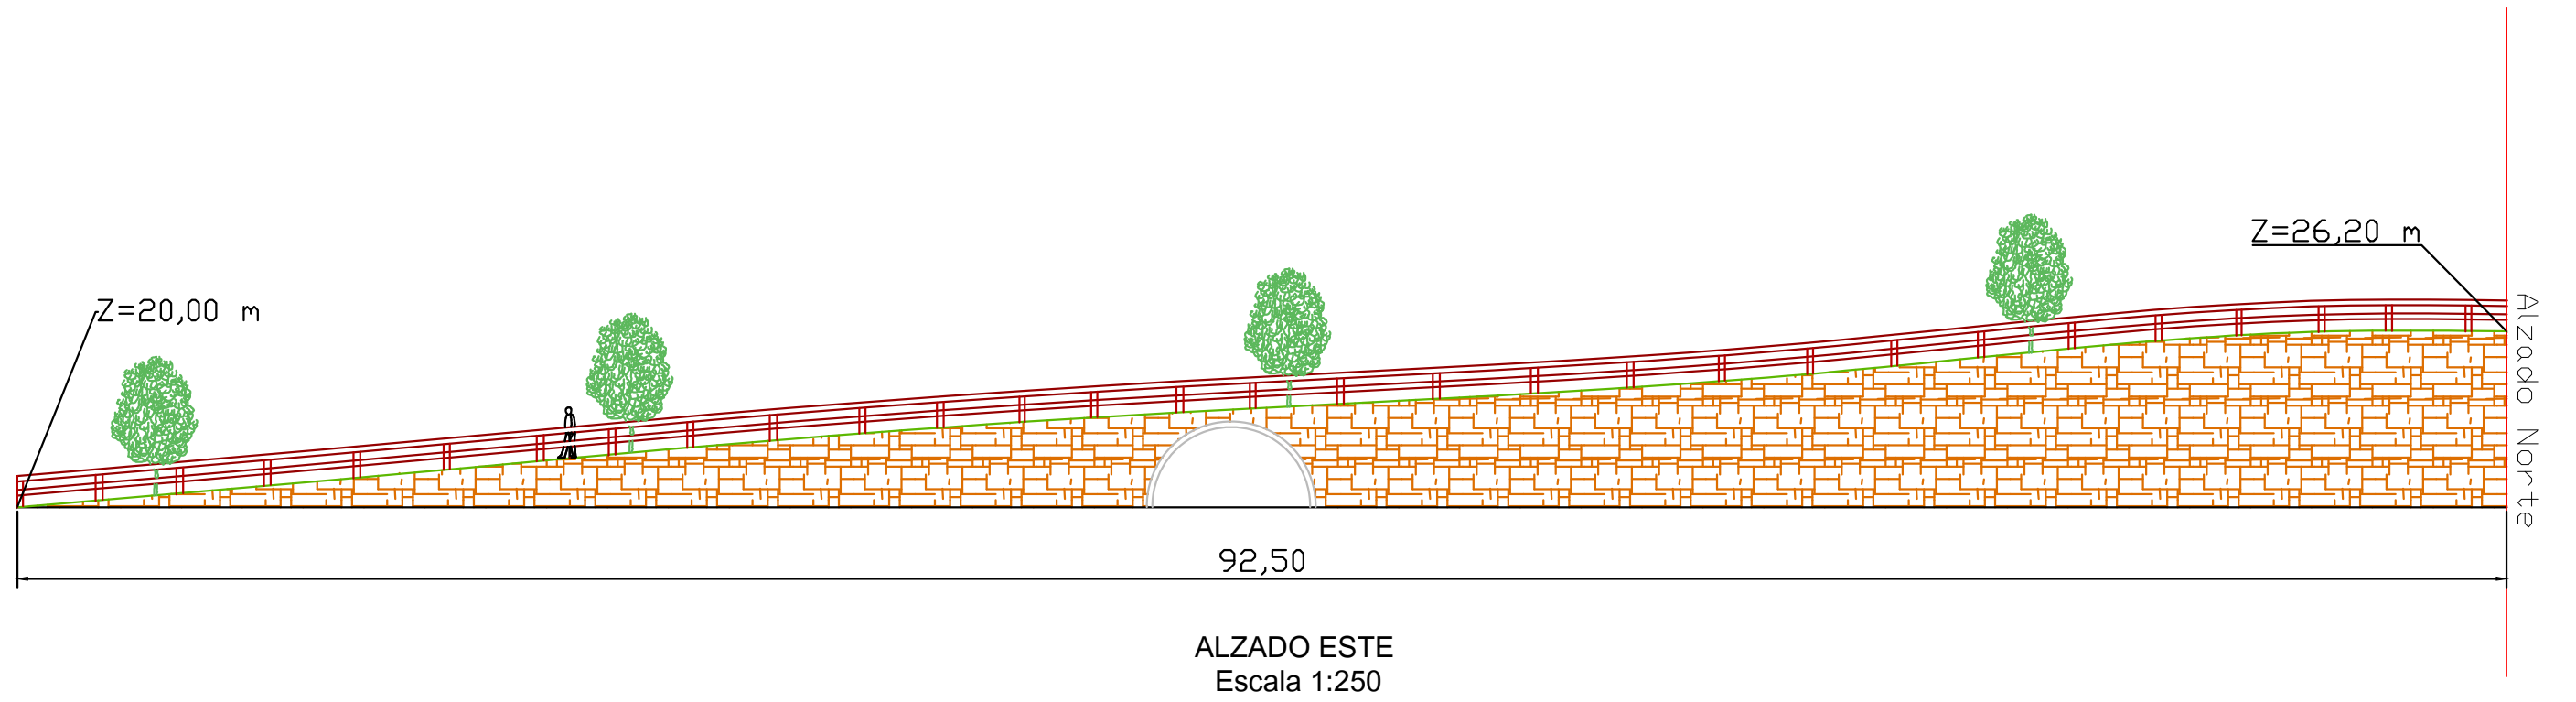 Z=26,20 m
Z=20,00 m
Alzado Norte
92,50
ALZADO ESTE
Escala 1:250